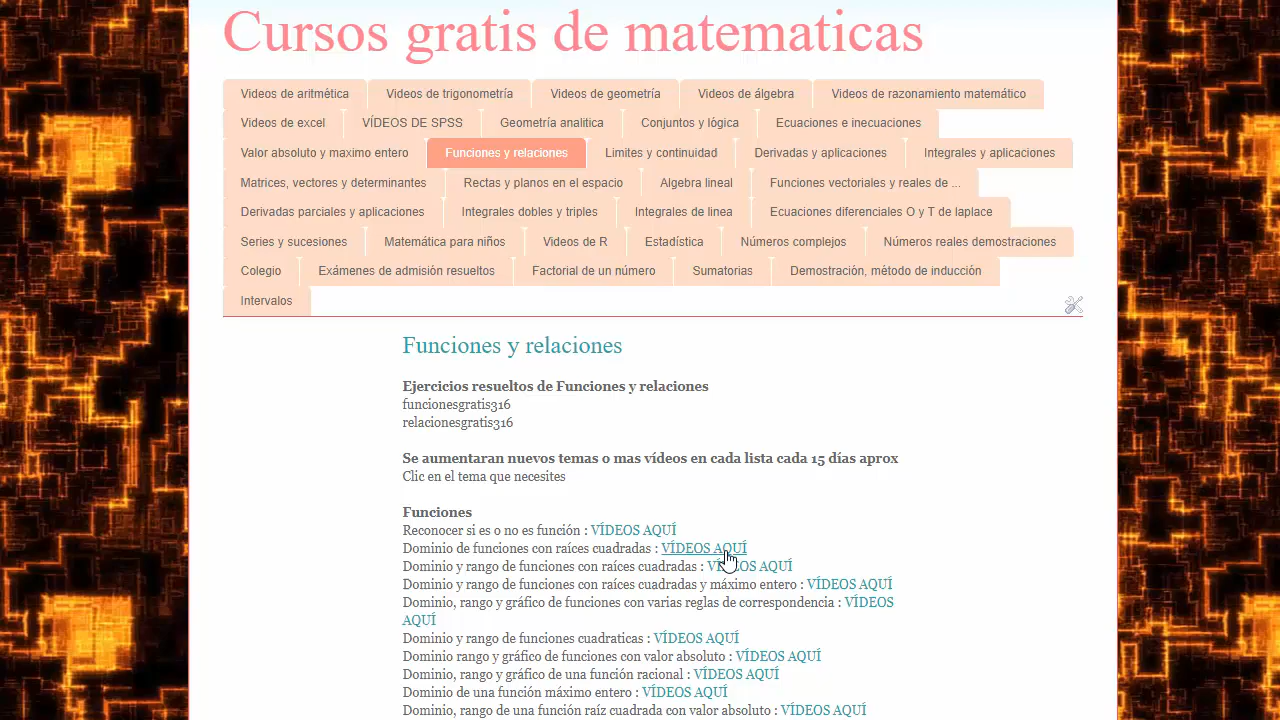 Cursos gratis de matematicas
Videos de aritmética Videos de trigonometría Videos de geometría Videos de álgebra Videos de razonamiento matemático
Videos de excel VÍDEOS DE SPSS Geometría analitica Conjuntos y lógica Ecuaciones e inecuaciones
Valor absoluto y maximo entero Funciones y relaciones Limites y continuidad Derivadas y aplicaciones Integrales y aplicaciones
Matrices, vectores y determinantes Rectas y planos en el espacio Algebra lineal Funciones vectoriales y reales de ...
Derivadas parciales y aplicaciones Integrales dobles y triples Integrales de linea Ecuaciones diferenciales O y T de laplace
Series y sucesiones Matemática para niños Videos de R Estadística Números complejos Números reales demostraciones
Colegio Exámenes de admisión resueltos Factorial de un número Sumatorias Demostración, método de inducción
Intervalos
Funciones y relaciones
Ejercicios resueltos de Funciones y relaciones
funcionesgratis316
relacionesgratis316
Se aumentaran nuevos temas o mas vídeos en cada lista cada 15 días aprox
Clic en el tema que necesites
Funciones
Reconocer si es o no es función : VÍDEOS AQUÍ
Dominio de funciones con raíces cuadradas : VÍDEOS AQUÍ
Dominio y rango de funciones con raíces cuadradas : VÍDEOS AQUÍ
Dominio y rango de funciones con raíces cuadradas y máximo entero : VÍDEOS AQUÍ
Dominio, rango y gráfico de funciones con varias reglas de correspondencia : VÍDEOS
AQUÍ
Dominio y rango de funciones cuadraticas : VÍDEOS AQUÍ
Dominio rango y gráfico de funciones con valor absoluto : VÍDEOS AQUÍ
Dominio, rango y gráfico de una función racional : VÍDEOS AQUÍ
Dominio de una función máximo entero : VÍDEOS AQUÍ
Dominio, rango de una función raíz cuadrada con valor absoluto : VÍDEOS AQUÍ